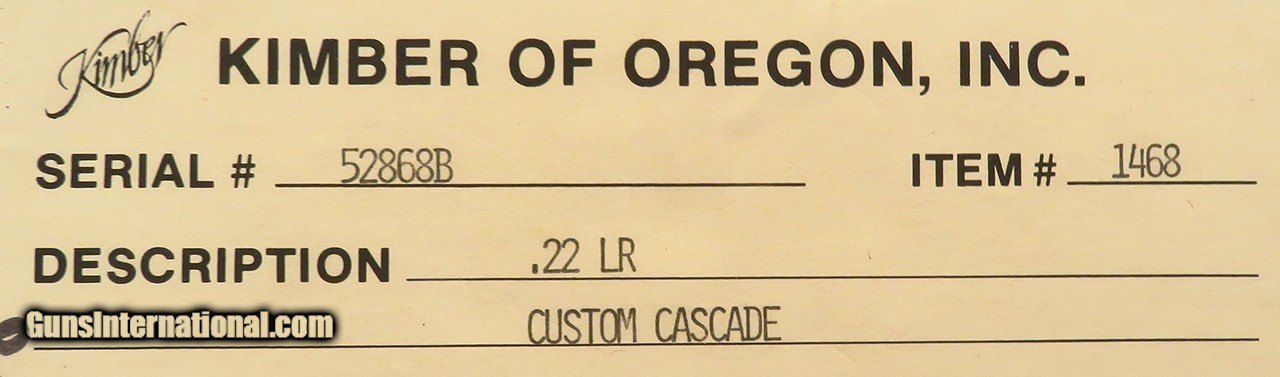 Kimber KIMBER OF OREGON, INC.
SERIAL # 52868B ITEM # 1468
DESCRIPTION .22 LR
GunsInternational.com CUSTOM CASCADE